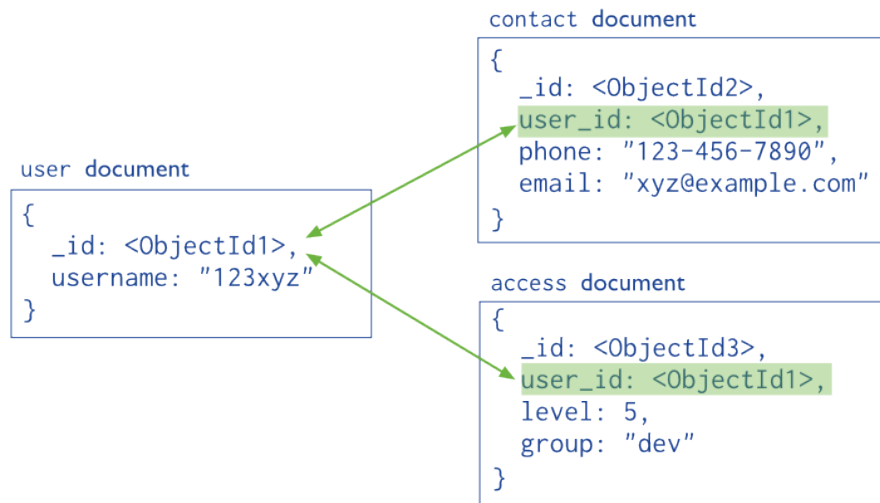 user document
{
_id: <ObjectId1>,
username: "123xyz"
}
contact document
{
_id: <ObjectId2>,
user_id: <ObjectId1>,
phone: "123-456-7890",
email: "xyz@example.com"
}
access document
{
_id: <ObjectId3>,
user_id: <ObjectId1>,
level: 5,
group: "dev"
}